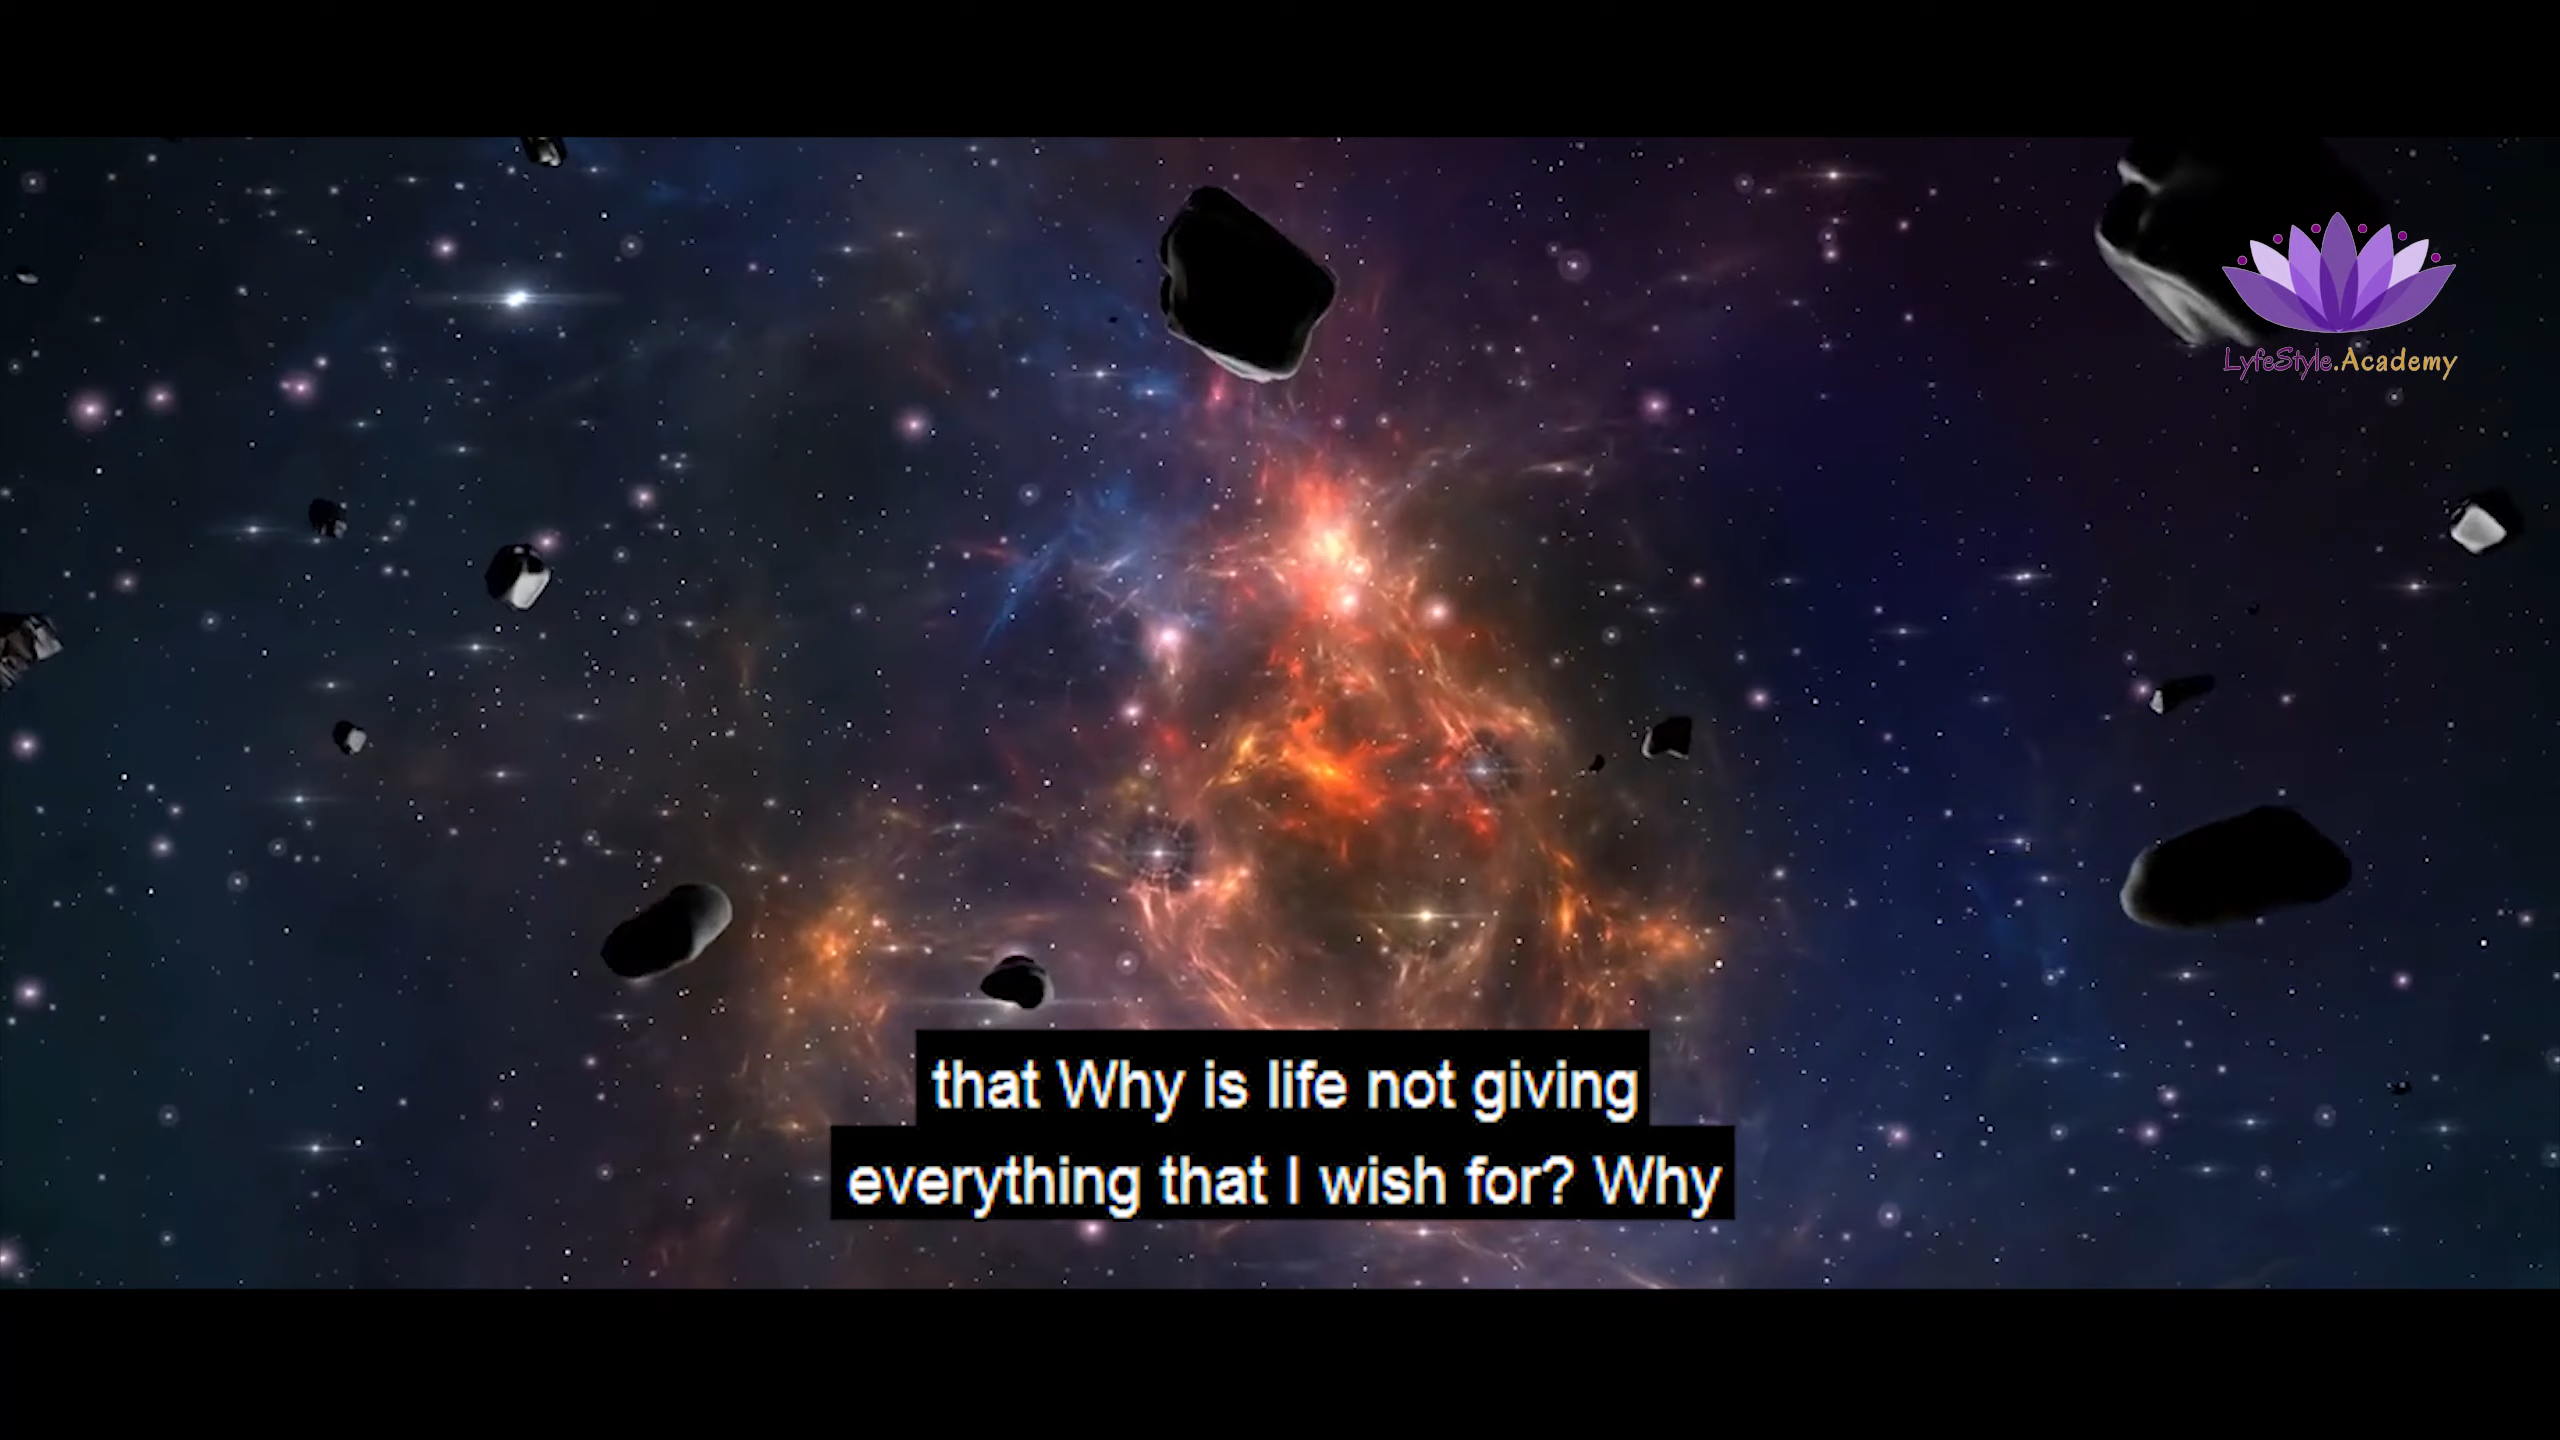 LyfeStyle.Academy
that Why is life not giving
everything that I wish for? Why